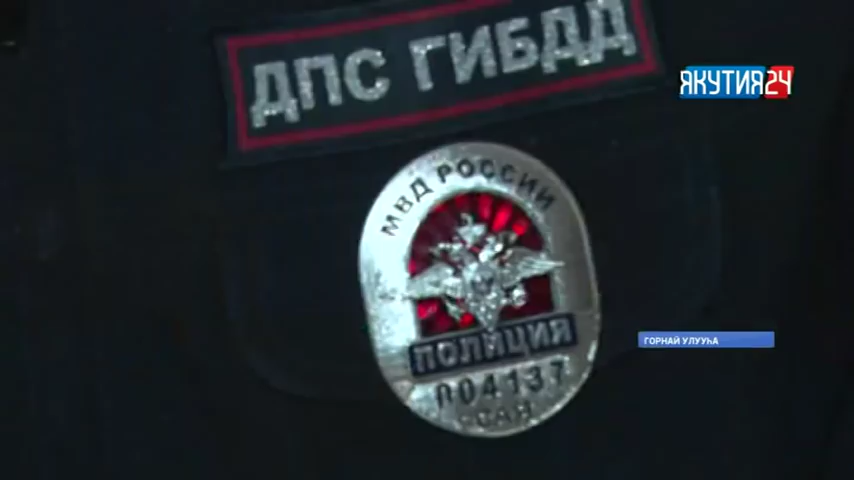 ДПС ГИБДД
ЯКУТИЯ24
МВД РОССИИ
ГОРНАЙ УЛУУҺА
ПОЛИЦИЯ
004137